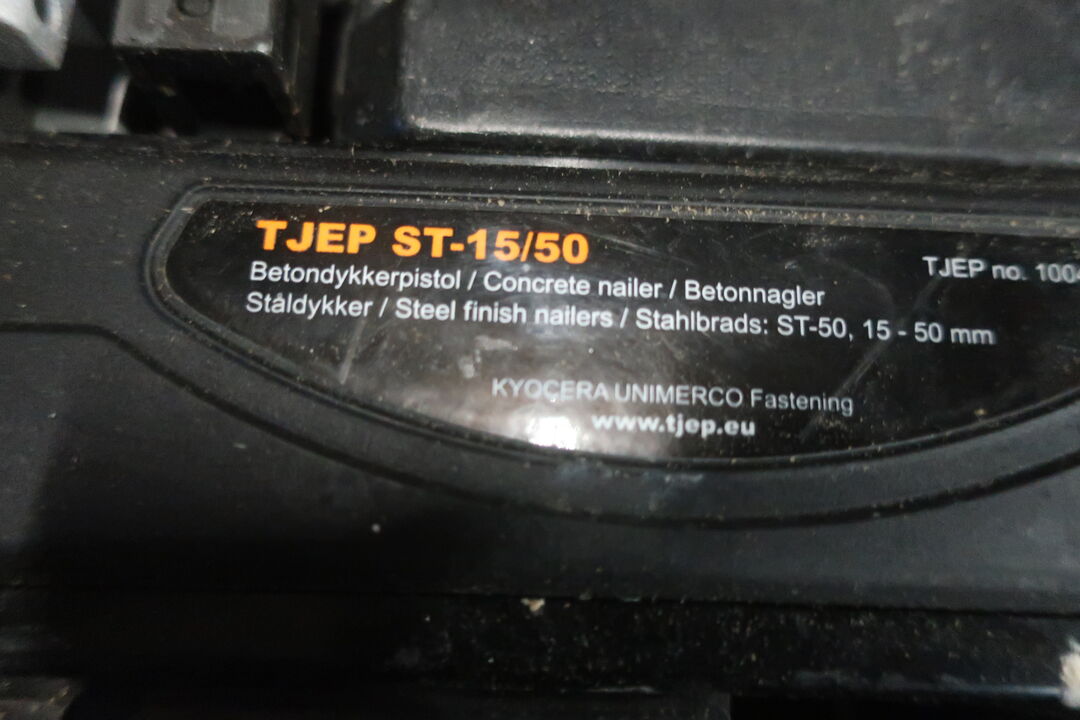 TJEP ST-15/50
TJEP no. 1004
Betondykkerpistol / Concrete nailer / Betonnagler
Ståldykker / Steel finish nailers / Stahlbrads: ST-50, 15 - 50 mm
KYOCERA UNIMERCO Fastening
www.tjep.eu